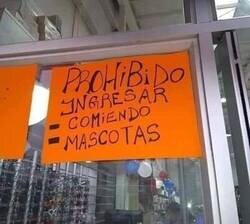 PROHIBIDO
INGRESAR
= COMIENDO
= MASCOTAS